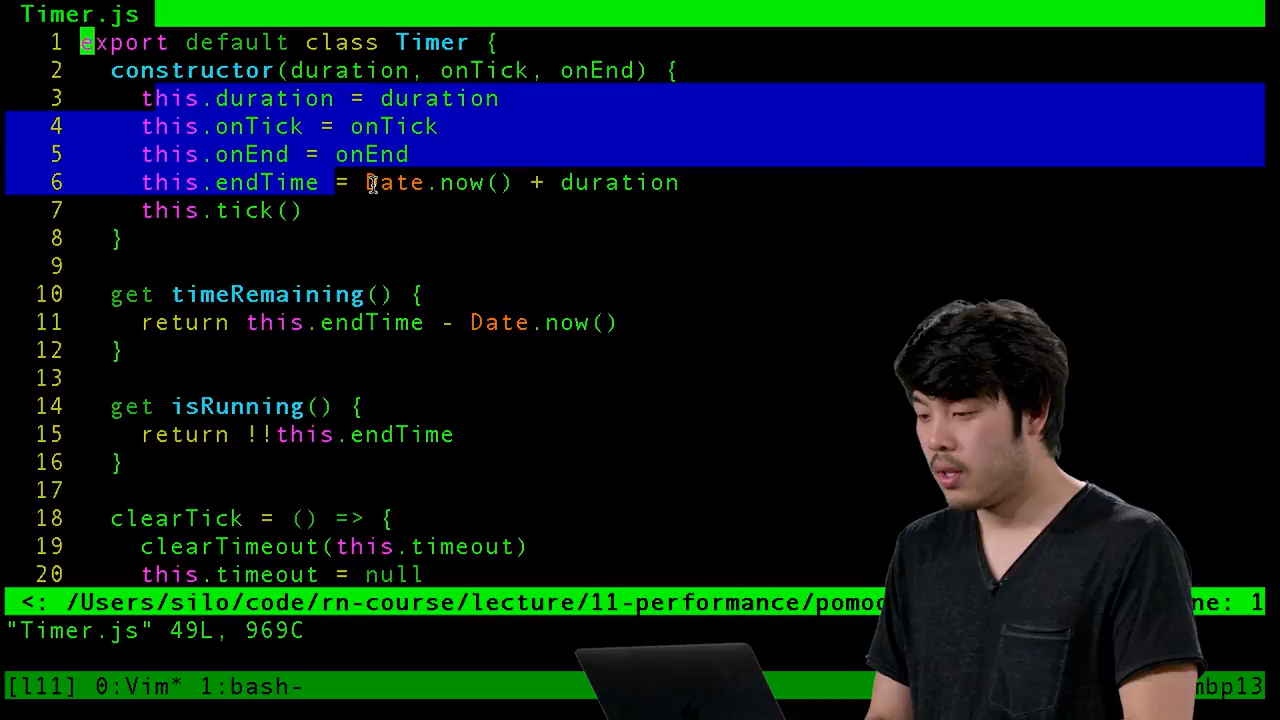 Timer.js
1 export default class Timer {
2 constructor(duration, onTick, onEnd) {
3 this.duration = duration
4 this.onTick = onTick
5 this.onEnd = onEnd
6 this.endTime = Date.now() + duration
7 this.tick()
8 }
9
10 get timeRemaining() {
11 return this.endTime - Date.now()
12 }
13
14 get isRunning() {
15 return !!this.endTime
16 }
17
18 clearTick = () => {
19 clearTimeout(this.timeout)
20 this.timeout = null
<: /Users/silo/code/rn-course/lecture/11-performance/pomod ne: 1
"Timer.js" 49L, 969C
[l11] 0:Vim* 1:bash- mbp13